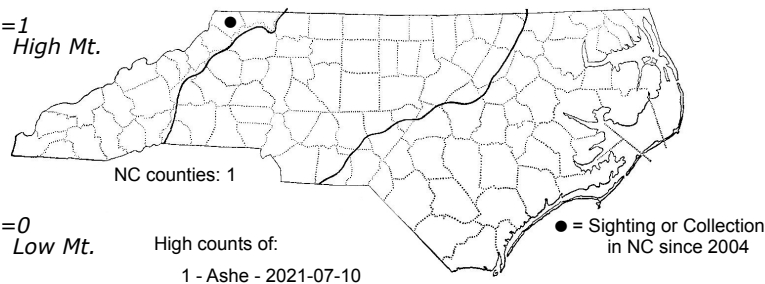 =1
High Mt.
NC counties: 1
=0
Low Mt.
High counts of:
1 - Ashe - 2021-07-10
● = Sighting or Collection
in NC since 2004